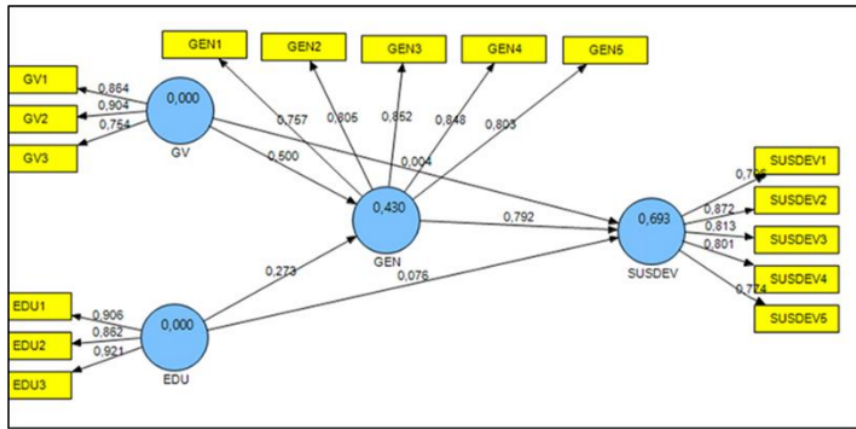 GEN1
GEN2
GEN3
GEN4
GEN5
GV1
GV2
GV3
0,864
0,904
0,754
0,000
GV
0,757
0,805
0,852
0,848
0,803
0,500
0,004
0,430
GEN
0,792
0,693
SUSDEV
SUSDEV1
SUSDEV2
SUSDEV3
SUSDEV4
SUSDEV5
0,872
0,813
0,801
0,774
0,273
0,076
EDU1
EDU2
EDU3
0,906
0,862
0,921
0,000
EDU